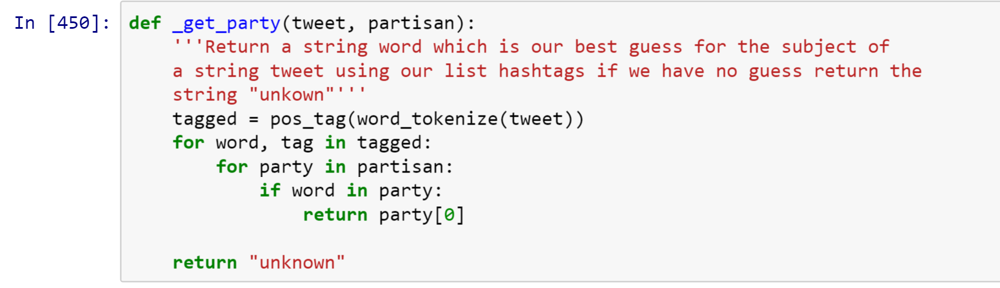 In [450]: def _get_party(tweet, partisan):
'''Return a string word which is our best guess for the subject of
a string tweet using our list hashtags if we have no guess return the
string "unkown"'''
tagged = pos_tag(word_tokenize(tweet))
for word, tag in tagged:
for party in partisan:
if word in party:
return party[0]
return "unknown"